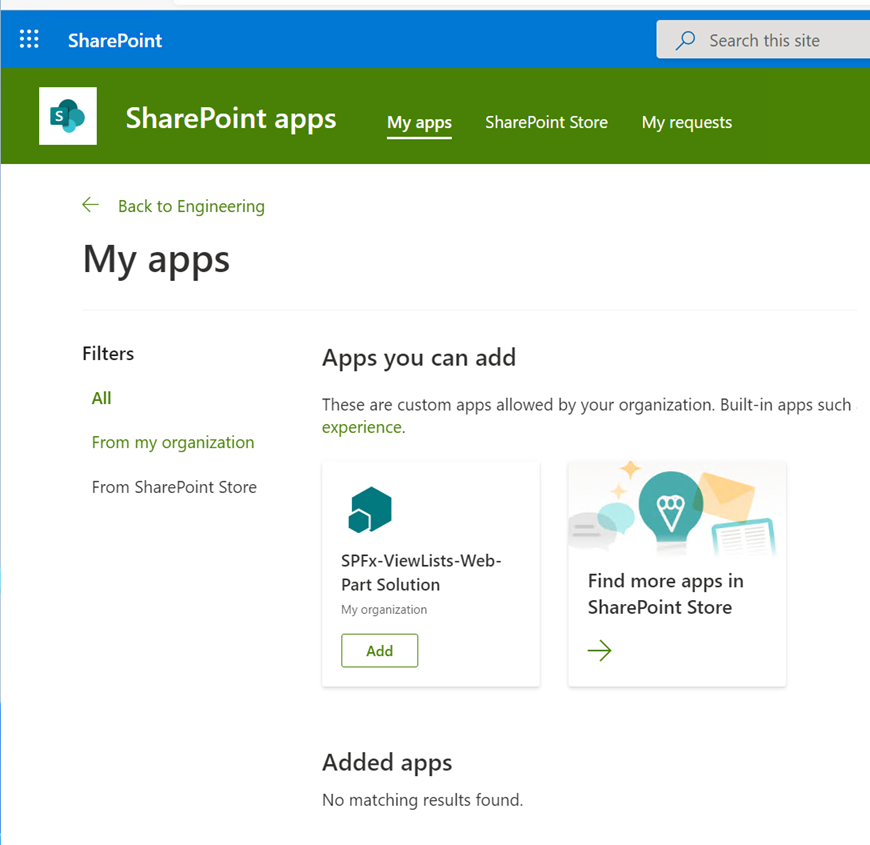 SharePoint
Search this site
S
SharePoint apps
My apps
SharePoint Store
My requests
Back to Engineering
My apps
Filters
All
From my organization
From SharePoint Store
Apps you can add
These are custom apps allowed by your organization. Built-in apps such
experience.
SPFx-ViewLists-Web-
Part Solution
My organization
Add
Find more apps in
SharePoint Store
Added apps
No matching results found.